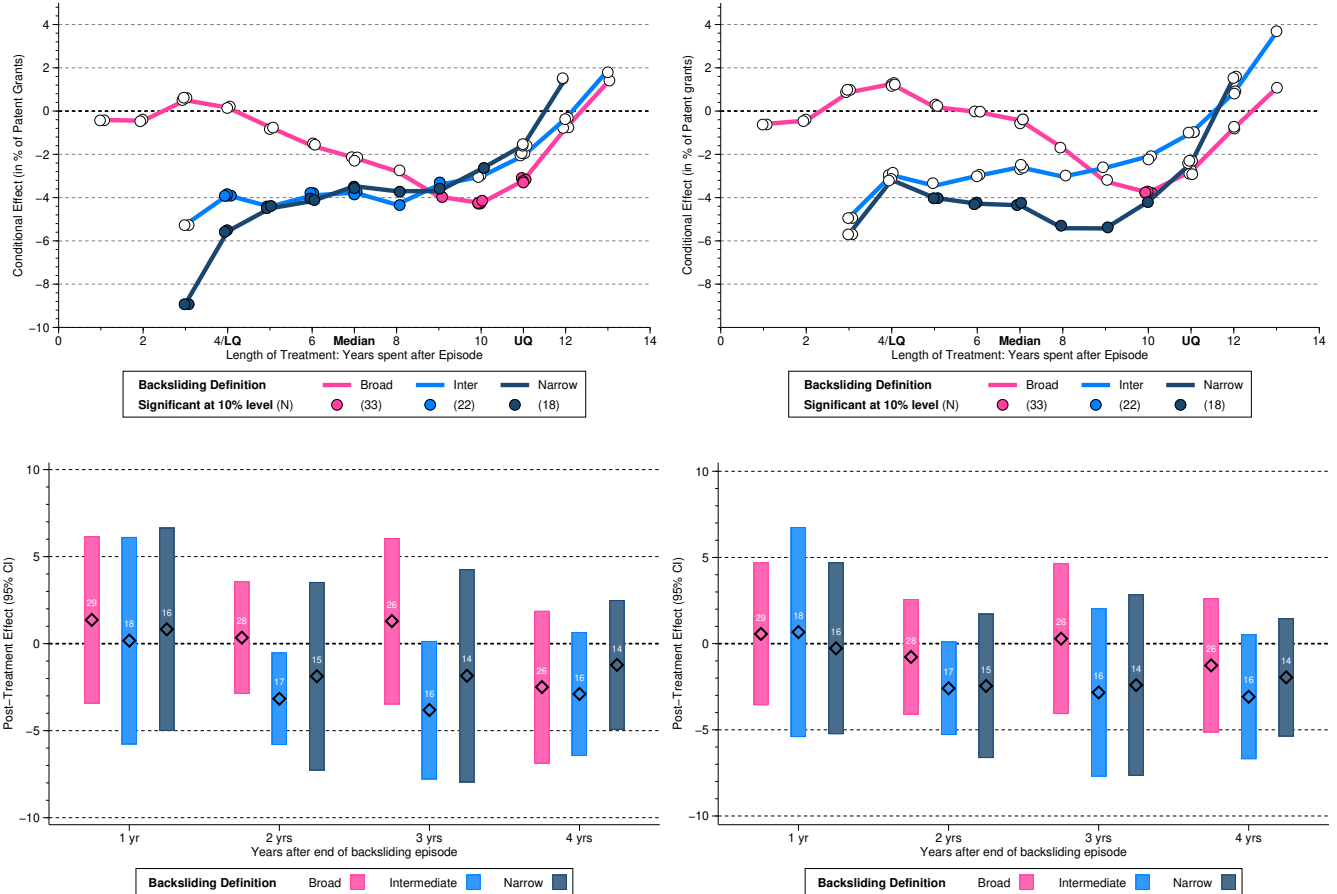 4
2
0
−2
−4
−6
−8
−10
Conditional Effect (in % of Patent Grants)
0 2 4/LQ 6 Median 8 10 UQ 12 14
Length of Treatment: Years spent after Episode
Backsliding Definition Broad Inter Narrow
Significant at 10% level (N) (33) (22) (18)
4
2
0
−2
−4
−6
−8
Conditional Effect (in % of Patent grants)
0 2 4/LQ 6 Median 8 10 UQ 12 14
Length of Treatment: Years spent after Episode
Backsliding Definition Broad Inter Narrow
Significant at 10% level (N) (33) (22) (18)
10
5
0
−5
−10
Post−Treatment Effect (95% CI)
29 18 16 28 17 15 26 16 14 26 16 14
1 yr 2 yrs 3 yrs 4 yrs
Years after end of backsliding episode
Backsliding Definition Broad Intermediate Narrow
10
5
0
−5
−10
Post−Treatment Effect (95% CI)
29 18 16 28 17 15 26 16 14 26 16 14
1 yr 2 yrs 3 yrs 4 yrs
Years after end of backsliding episode
Backsliding Definition Broad Intermediate Narrow